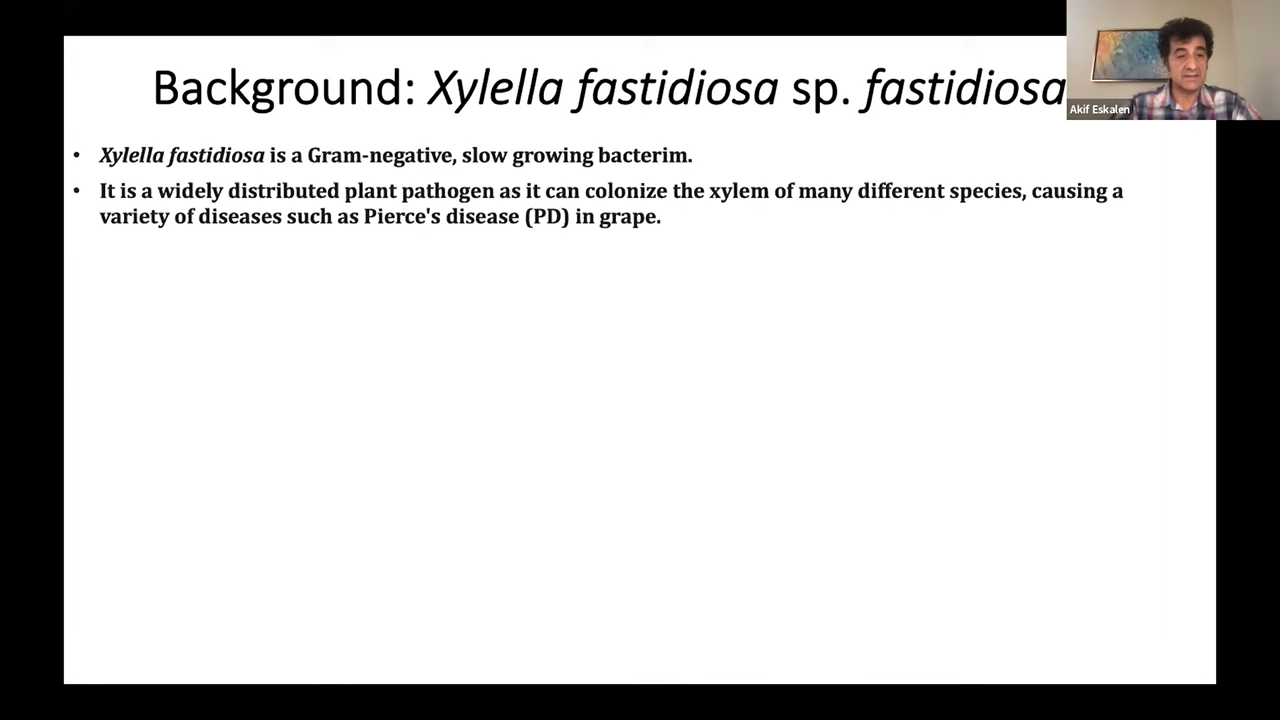 Background: Xylella fastidiosa sp. fastidiosa
Akif Eskalen
• Xylella fastidiosa is a Gram-negative, slow growing bacterim.
• It is a widely distributed plant pathogen as it can colonize the xylem of many different species, causing a
variety of diseases such as Pierce's disease (PD) in grape.